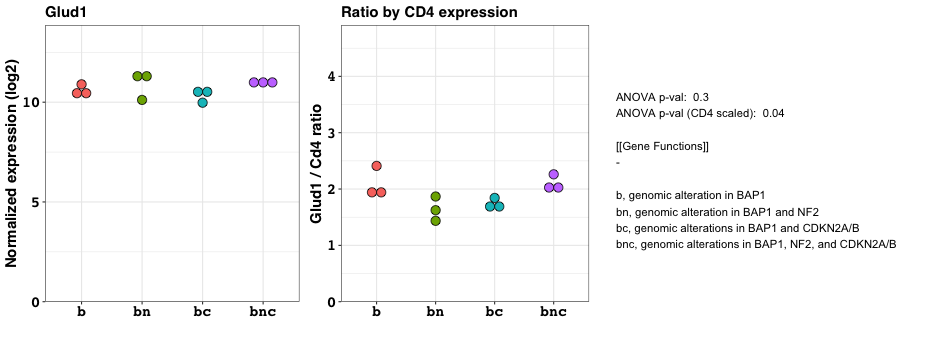 Glud1
Normalized expression (log2)
10
5
0
b bn bc bnc
Ratio by CD4 expression
Glud1 / Cd4 ratio
4
3
2
1
0
b bn bc bnc
ANOVA p-val:  0.3
ANOVA p-val (CD4 scaled):  0.04
[[Gene Functions]]
-
b, genomic alteration in BAP1
bn, genomic alteration in BAP1 and NF2
bc, genomic alterations in BAP1 and CDKN2A/B
bnc, genomic alterations in BAP1, NF2, and CDKN2A/B